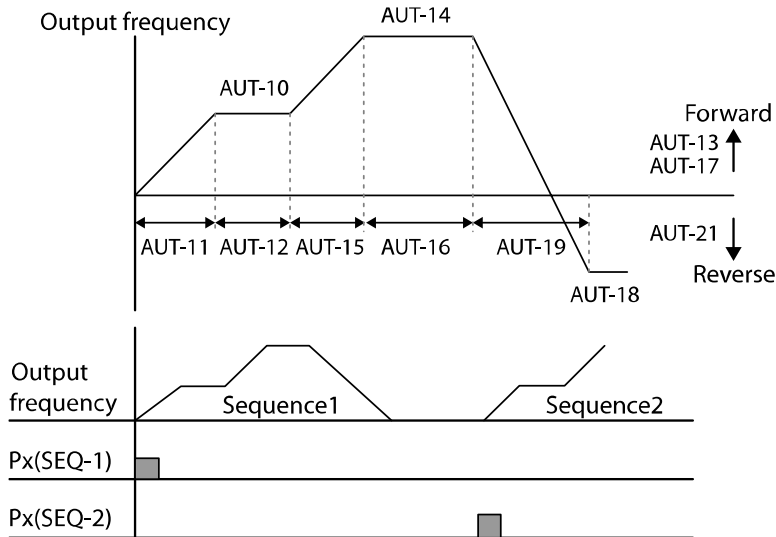 AUT-14
Output frequency
AUT-10
Forward
AUT-13
AUT-17
AUT-11
AUT-12
AUT-15
AUT-16
AUT-19
AUT-21
Reverse
AUT-18
Output
frequency
Sequence1
Sequence2
Px(SEQ-1)
Px(SEQ-2)